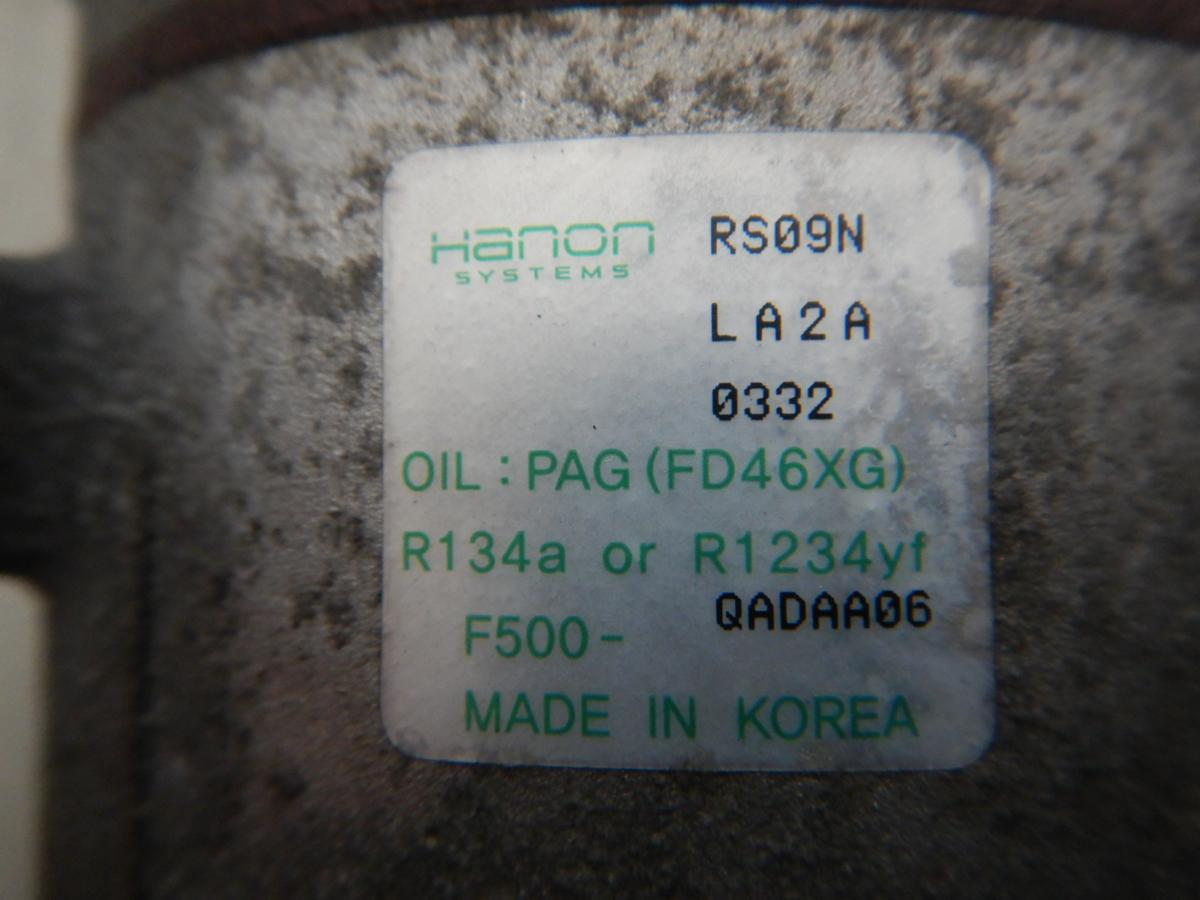 Hanon RS09N
SYSTEMS
LA2A
0332
OIL : PAG (FD46XG)
R134a or R1234yf
F500- QADAA06
MADE IN KOREA